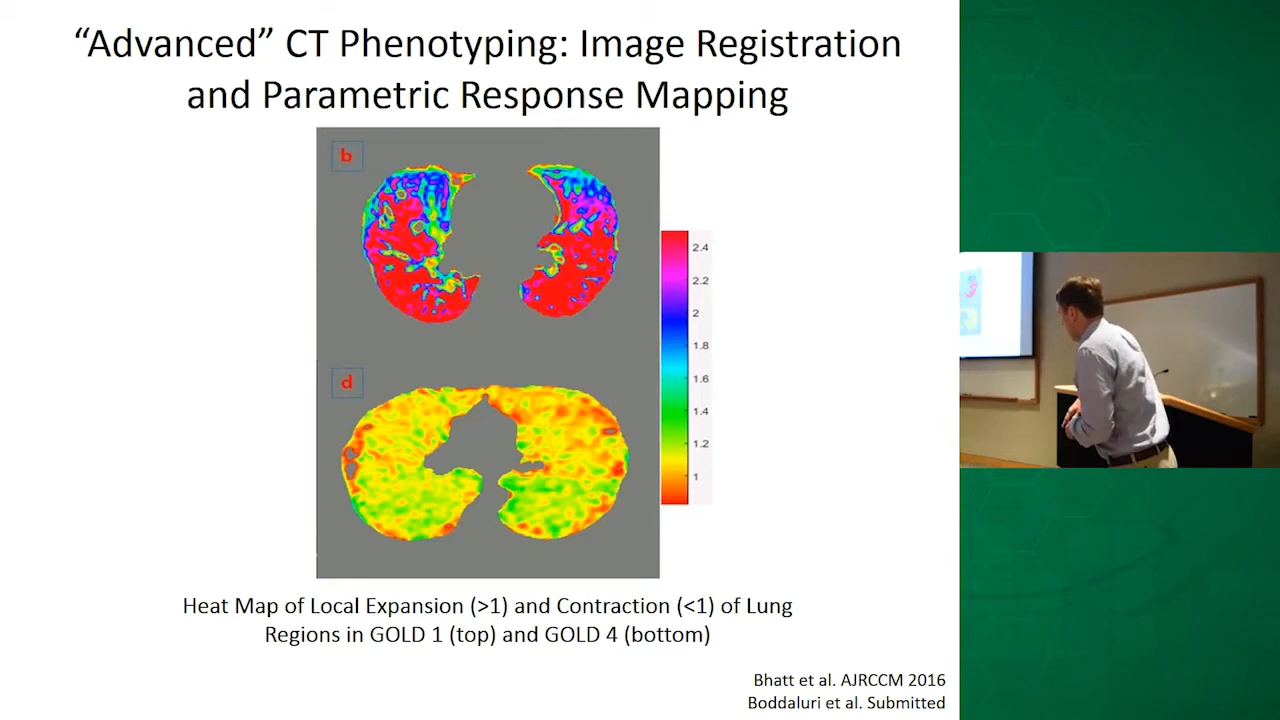 “Advanced” CT Phenotyping: Image Registration
and Parametric Response Mapping
b
d
2.4
2.2
2
1.8
1.6
1.4
1.2
1
Heat Map of Local Expansion (>1) and Contraction (<1) of Lung
Regions in GOLD 1 (top) and GOLD 4 (bottom)
Bhatt et al. AJRCCM 2016
Boddaluri et al. Submitted